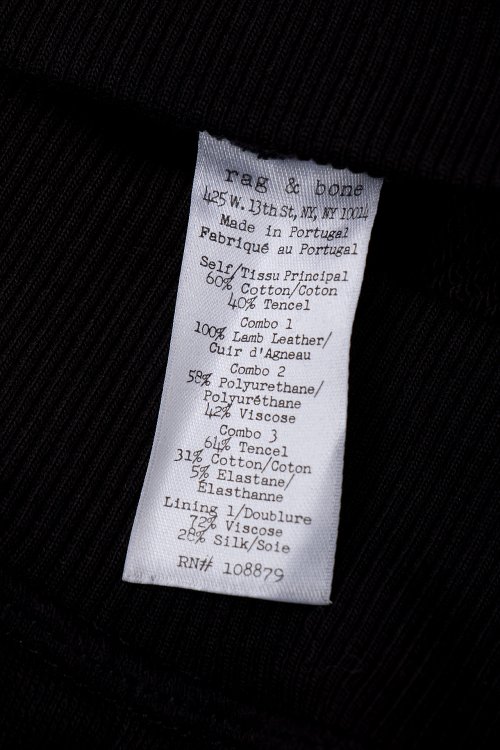 rag & bone
425 W. 13th St, NY, NY 10014
Made in Portugal
Fabriqué au Portugal
Self/Tissu Principal
60% Cotton/Coton
40% Tencel
Combo 1
100% Lamb Leather/
Cuir d'Agneau
Combo 2
58% Polyurethane/
Polyuréthane
42% Viscose
Combo 3
64% Tencel
31% Cotton/Coton
5% Elastane/
Élasthanne
Lining 1/Doublure
72% Viscose
28% Silk/Soie
RN# 108879